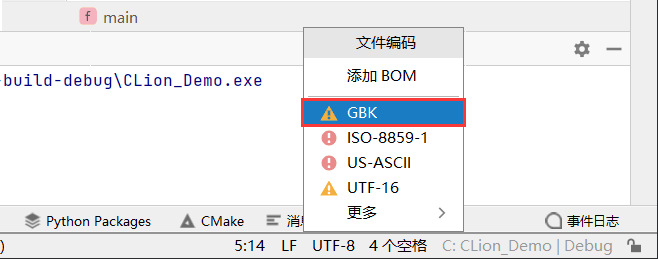 f main
文件编码
添加 BOM
-build-debug\CLion_Demo.exe
GBK
ISO-8859-1
US-ASCII
UTF-16
更多
Python Packages CMake 消 事件日志
) 5:14 LF UTF-8 4 个空格 C: CLion_Demo | Debug